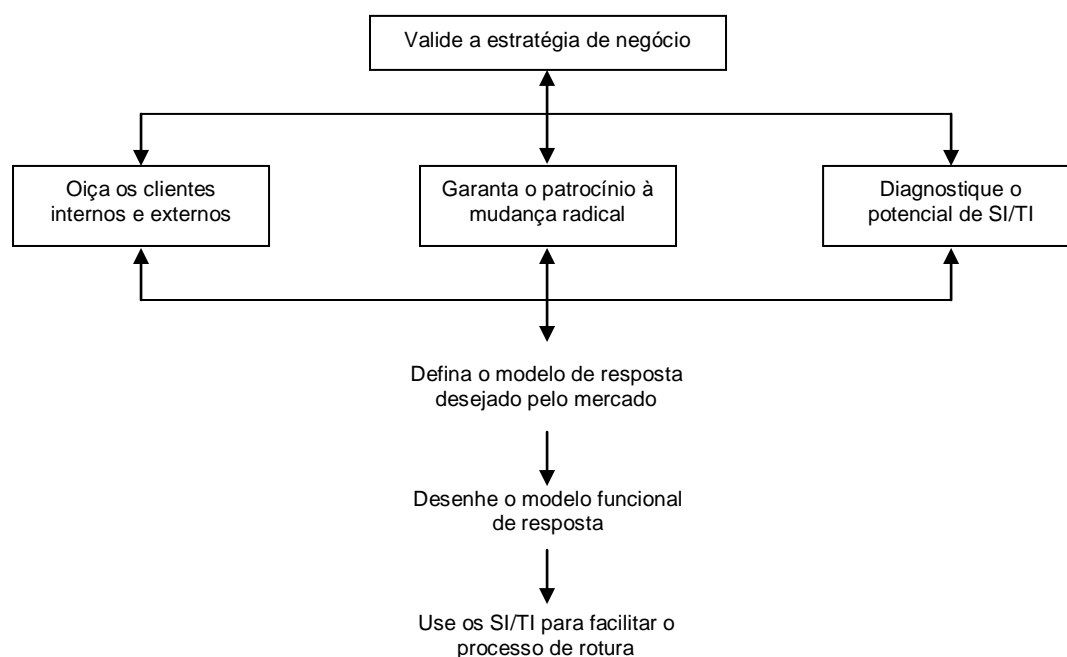 Valide a estratégia de negócio
Oiça os clientes
internos e externos
Garanta o patrocínio à
mudança radical
Diagnostique o
potencial de SI/TI
Defina o modelo de resposta
desejado pelo mercado
Desenhe o modelo funcional
de resposta
Use os SI/TI para facilitar o
processo de rotura